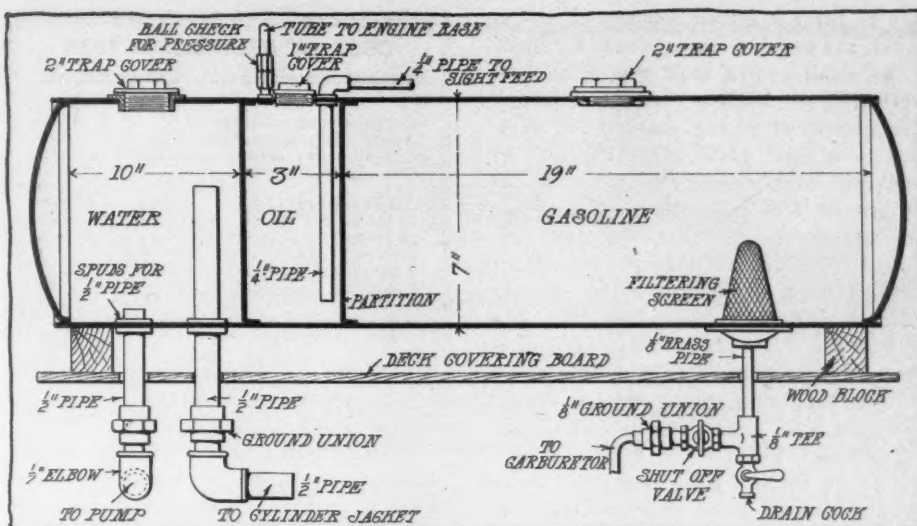 BALL CHECK
FOR PRESSURE
TUBE TO ENGINE BASE
2" TRAP COVER
1" TRAP
COVER
1/4" PIPE TO
SIGHT FEED
2" TRAP COVER
10"
3"
19"
WATER
OIL
GASOLINE
7"
SPUDS FOR
1/2" PIPE
1/4" PIPE
PARTITION
FILTERING
SCREEN
1/8" BRASS
PIPE
DECK COVERING BOARD
WOOD BLOCK
1/2" PIPE
1/2" PIPE
GROUND UNION
1/8" GROUND UNION
TO
CARBURETOR
1/8" TEE
SHUT OFF
VALVE
1/2" ELBOW
1/2" PIPE
TO PUMP
TO CYLINDER JACKET
DRAIN COCK